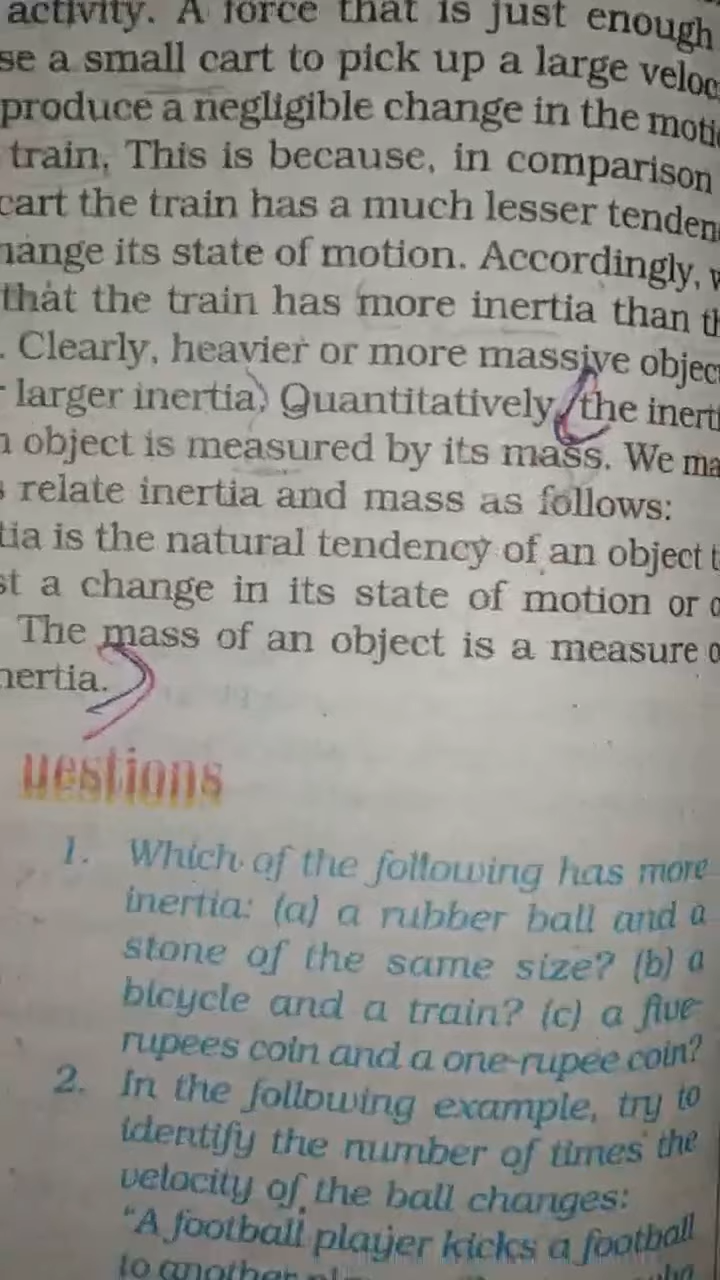 activity. A force that is just enough
se a small cart to pick up a large veloc
produce a negligible change in the moti
train. This is because, in comparison
cart the train has a much lesser tenden
hange its state of motion. Accordingly, w
that the train has more inertia than th
. Clearly, heavier or more massive objec
larger inertia. Quantitatively, the inerti
n object is measured by its mass. We ma
s relate inertia and mass as follows:
tia is the natural tendency of an object t
st a change in its state of motion or o
The mass of an object is a measure o
nertia.
uestions
1. Which of the following has more
inertia: (a) a rubber ball and a
stone of the same size? (b) a
bicycle and a train? (c) a five-
rupees coin and a one-rupee coin?
2. In the following example, try to
identify the number of times the
velocity of the ball changes:
"A football player kicks a football
to another